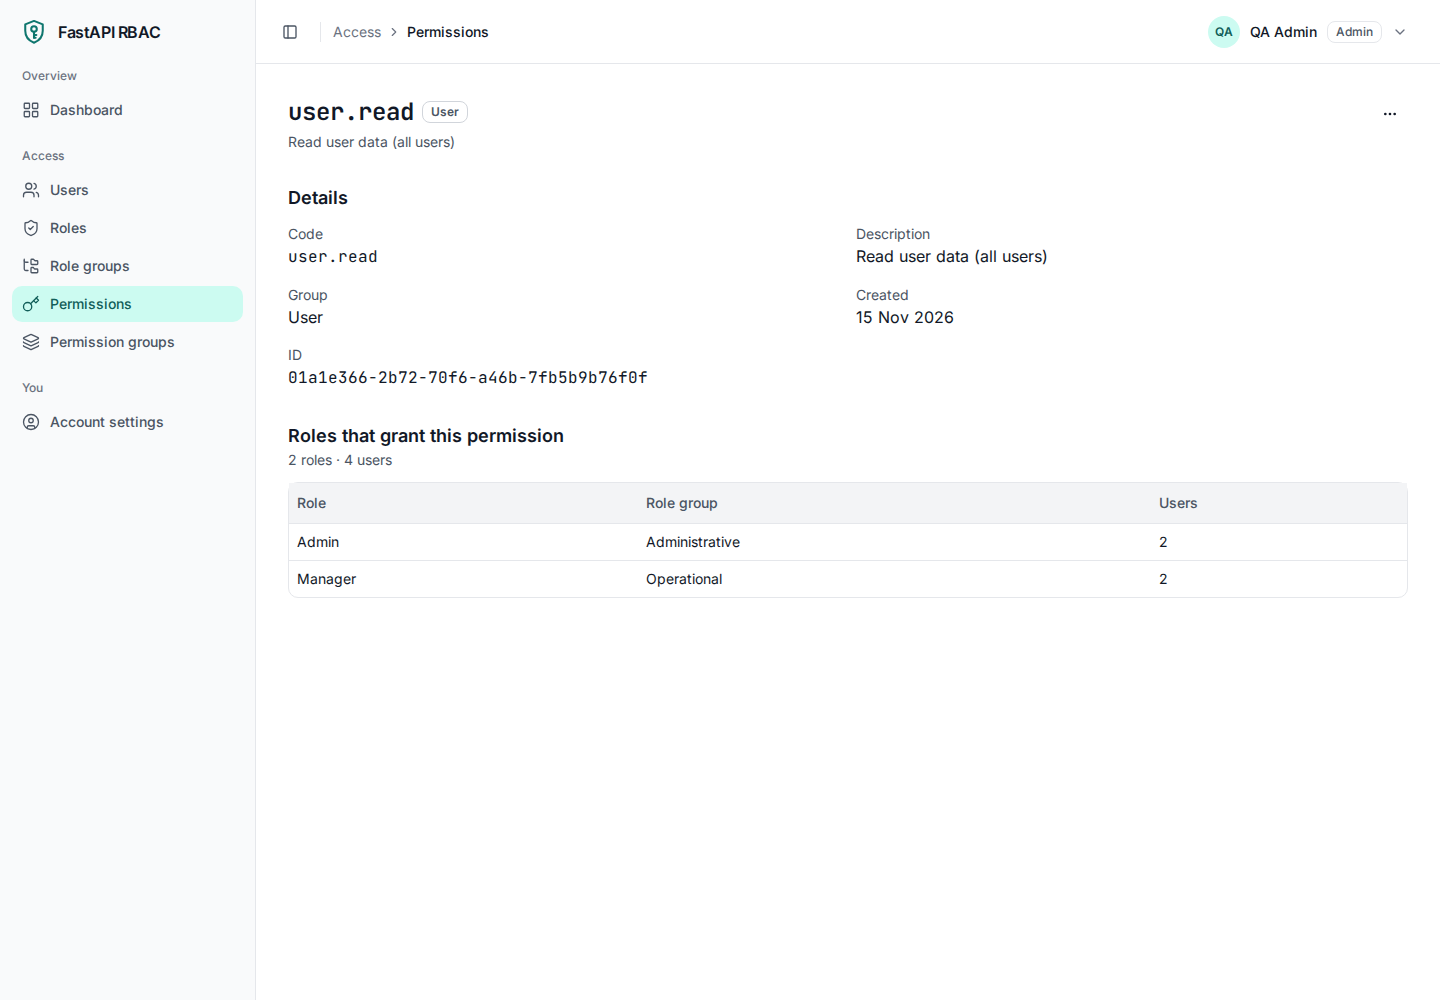 FastAPI RBAC
Overview
Dashboard
Access
Users
Roles
Role groups
Permissions
Permission groups
You
Account settings
Access > Permissions
QA QA Admin Admin
user.read User
Read user data (all users)
Details
Code
user.read
Description
Read user data (all users)
Group
User
Created
15 Nov 2026
ID
01a1e366-2b72-70f6-a46b-7fb5b9b76f0f
Roles that grant this permission
2 roles · 4 users
Role Role group Users
Admin Administrative 2
Manager Operational 2